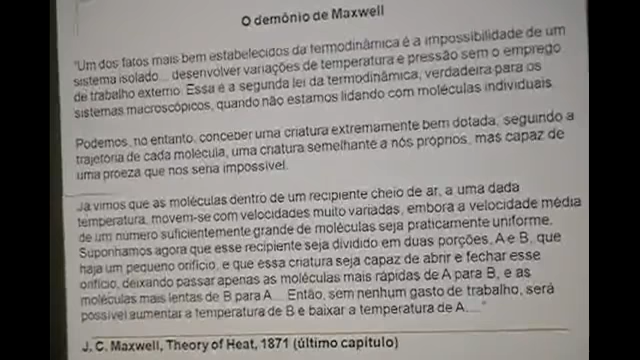 O demônio de Maxwell
"Um dos fatos mais bem estabelecidos da termodinâmica é a impossibilidade de um
sistema isolado... desenvolver variações de temperatura e pressão sem o emprego
de trabalho externo. Essa é a segunda lei da termodinâmica, verdadeira para os
sistemas macroscópicos, quando não estamos lidando com moléculas individuais.
Podemos, no entanto, conceber uma criatura extremamente bem dotada, seguindo a
trajetória de cada molécula, uma criatura semelhante a nós próprios, mas capaz de
uma proeza que nos seria impossível.
Já vimos que as moléculas dentro de um recipiente cheio de ar, a uma dada
temperatura, movem-se com velocidades muito variadas, embora a velocidade média
de um número suficientemente grande de moléculas seja praticamente uniforme.
Suponhamos agora que esse recipiente seja dividido em duas porções, A e B, que
haja um pequeno orifício, e que essa criatura seja capaz de abrir e fechar esse
orifício, deixando passar apenas as moléculas mais rápidas de A para B, e as
moléculas mais lentas de B para A.... Então, sem nenhum gasto de trabalho, será
possível aumentar a temperatura de B e baixar a temperatura de A...."
J. C. Maxwell, Theory of Heat, 1871 (último capítulo)